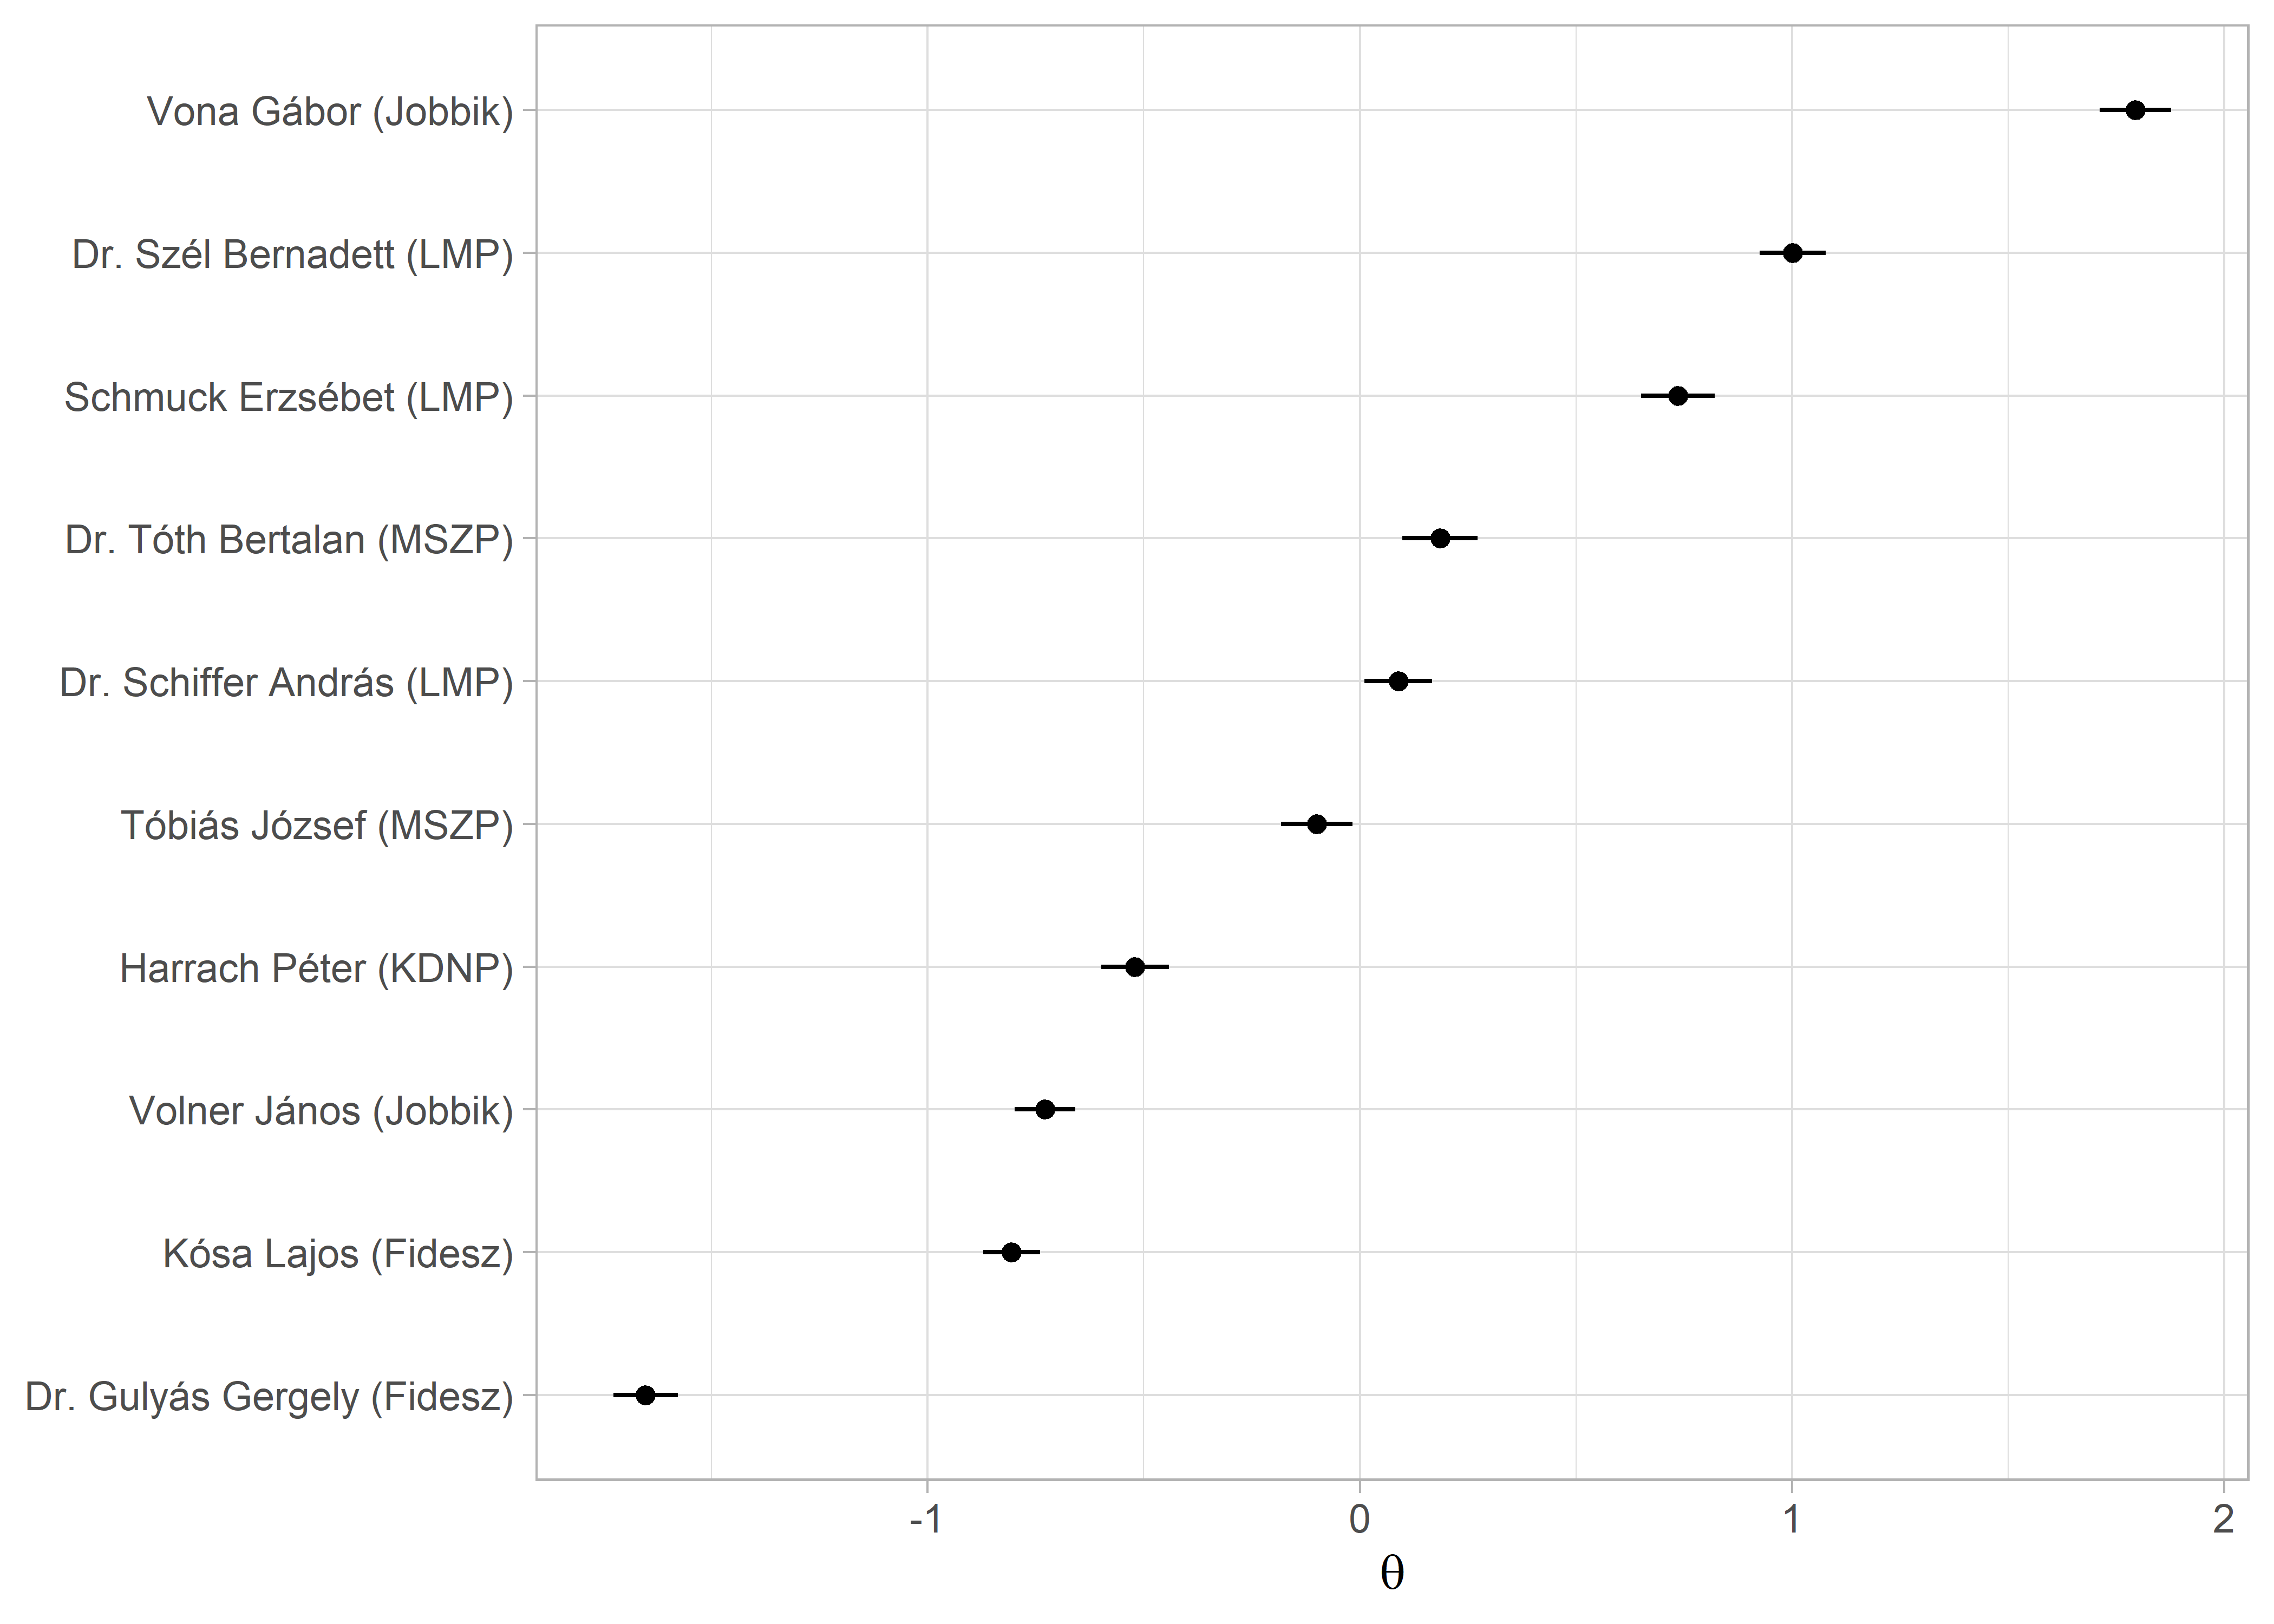 Vona Gábor (Jobbik)
Dr. Szél Bernadett (LMP)
Schmuck Erzsébet (LMP)
Dr. Tóth Bertalan (MSZP)
Dr. Schiffer András (LMP)
Tóbiás József (MSZP)
Harrach Péter (KDNP)
Volner János (Jobbik)
Kósa Lajos (Fidesz)
Dr. Gulyás Gergely (Fidesz)
-1 0 1 2
θ